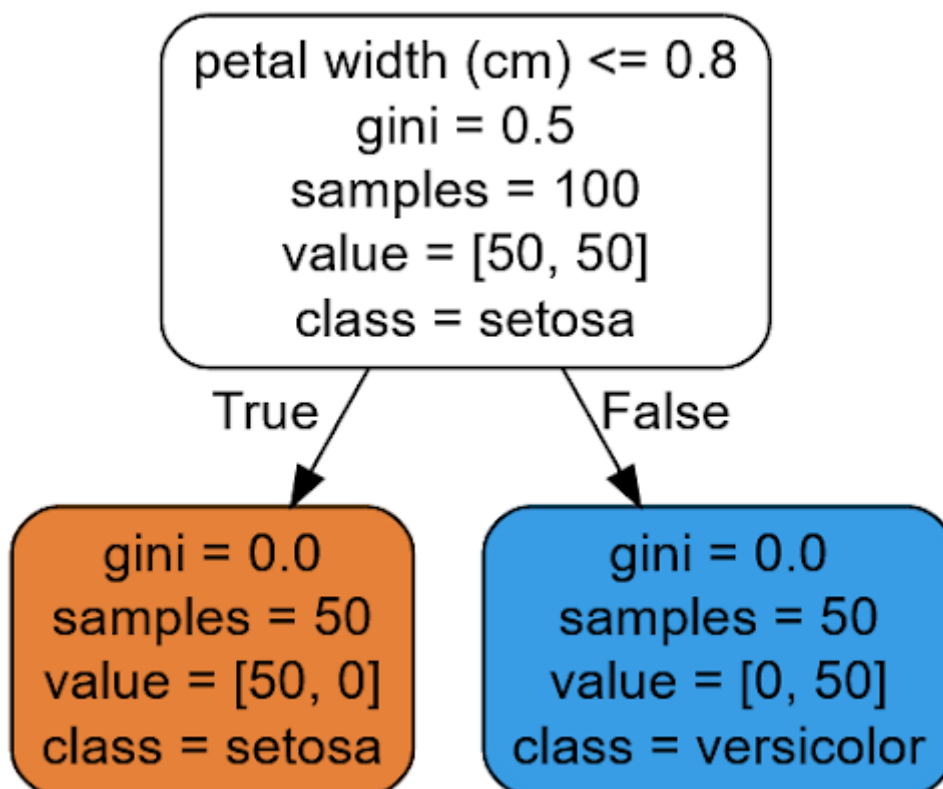 petal width (cm) <= 0.8
gini = 0.5
samples = 100
value = [50, 50]
class = setosa
True
False
gini = 0.0
samples = 50
value = [50, 0]
class = setosa
gini = 0.0
samples = 50
value = [0, 50]
class = versicolor